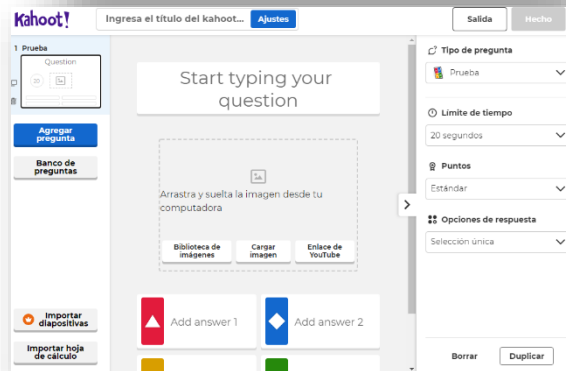 Kahoot!
Ingresa el título del kahoot...
Ajustes
Salida
Hecho
1 Prueba
Question
20
Agregar
pregunta
Banco de
preguntas
Importar
diapositivas
Importar hoja
de cálculo
Start typing your
question
Arrastra y suelta la imagen desde tu
computadora
Biblioteca de
imágenes
Cargar
imagen
Enlace de
YouTube
Add answer 1
Add answer 2
Tipo de pregunta
Prueba
Límite de tiempo
20 segundos
Puntos
Estándar
Opciones de respuesta
Selección única
Borrar
Duplicar